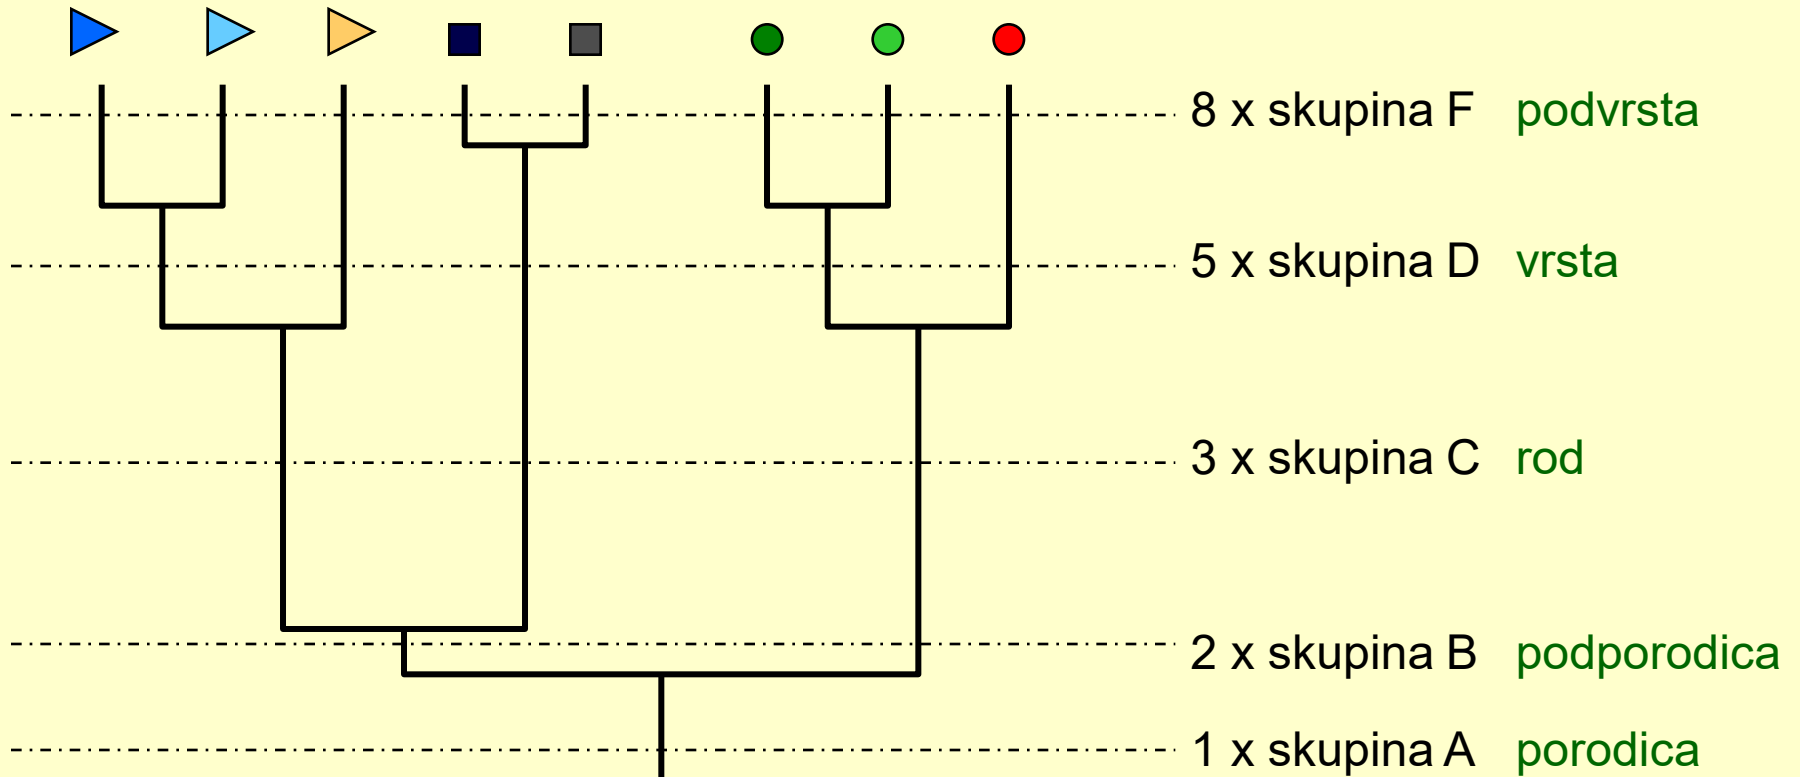 8 x skupina F podvrsta
5 x skupina D vrsta
3 x skupina C rod
2 x skupina B podporodica
1 x skupina A porodica